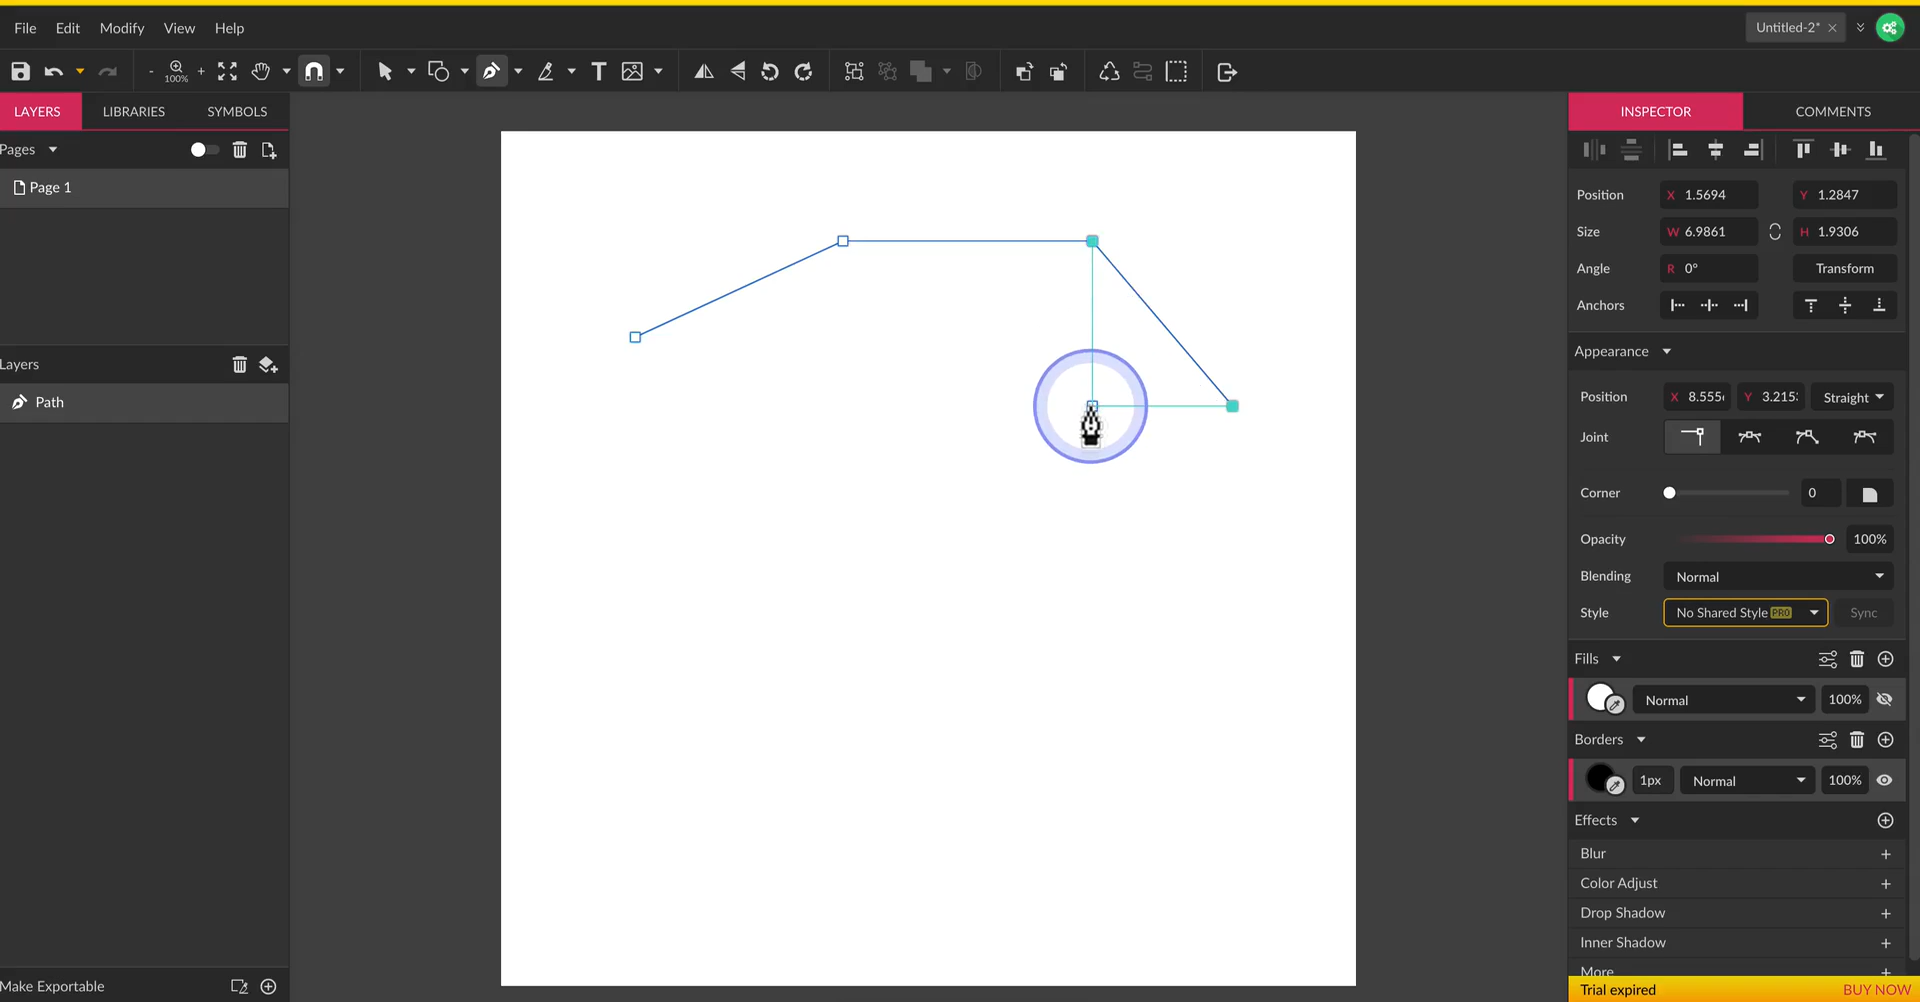 File Edit Modify View Help
Untitled-2*
- 100% +
LAYERS LIBRARIES SYMBOLS
INSPECTOR COMMENTS
Pages
Page 1
Position X 1.5694 Y 1.2847
Size W 6.9861 H 1.9306
Angle R 0° Transform
Anchors
Layers
Path
Appearance
Position X 8.555 Y 3.215 Straight
Joint
Corner 0
Opacity 100%
Blending Normal
Style No Shared Style PRO Sync
Fills
Normal 100%
Borders
1px Normal 100%
Effects
Blur +
Color Adjust +
Drop Shadow +
Inner Shadow +
More +
Make Exportable
Trial expired BUY NOW